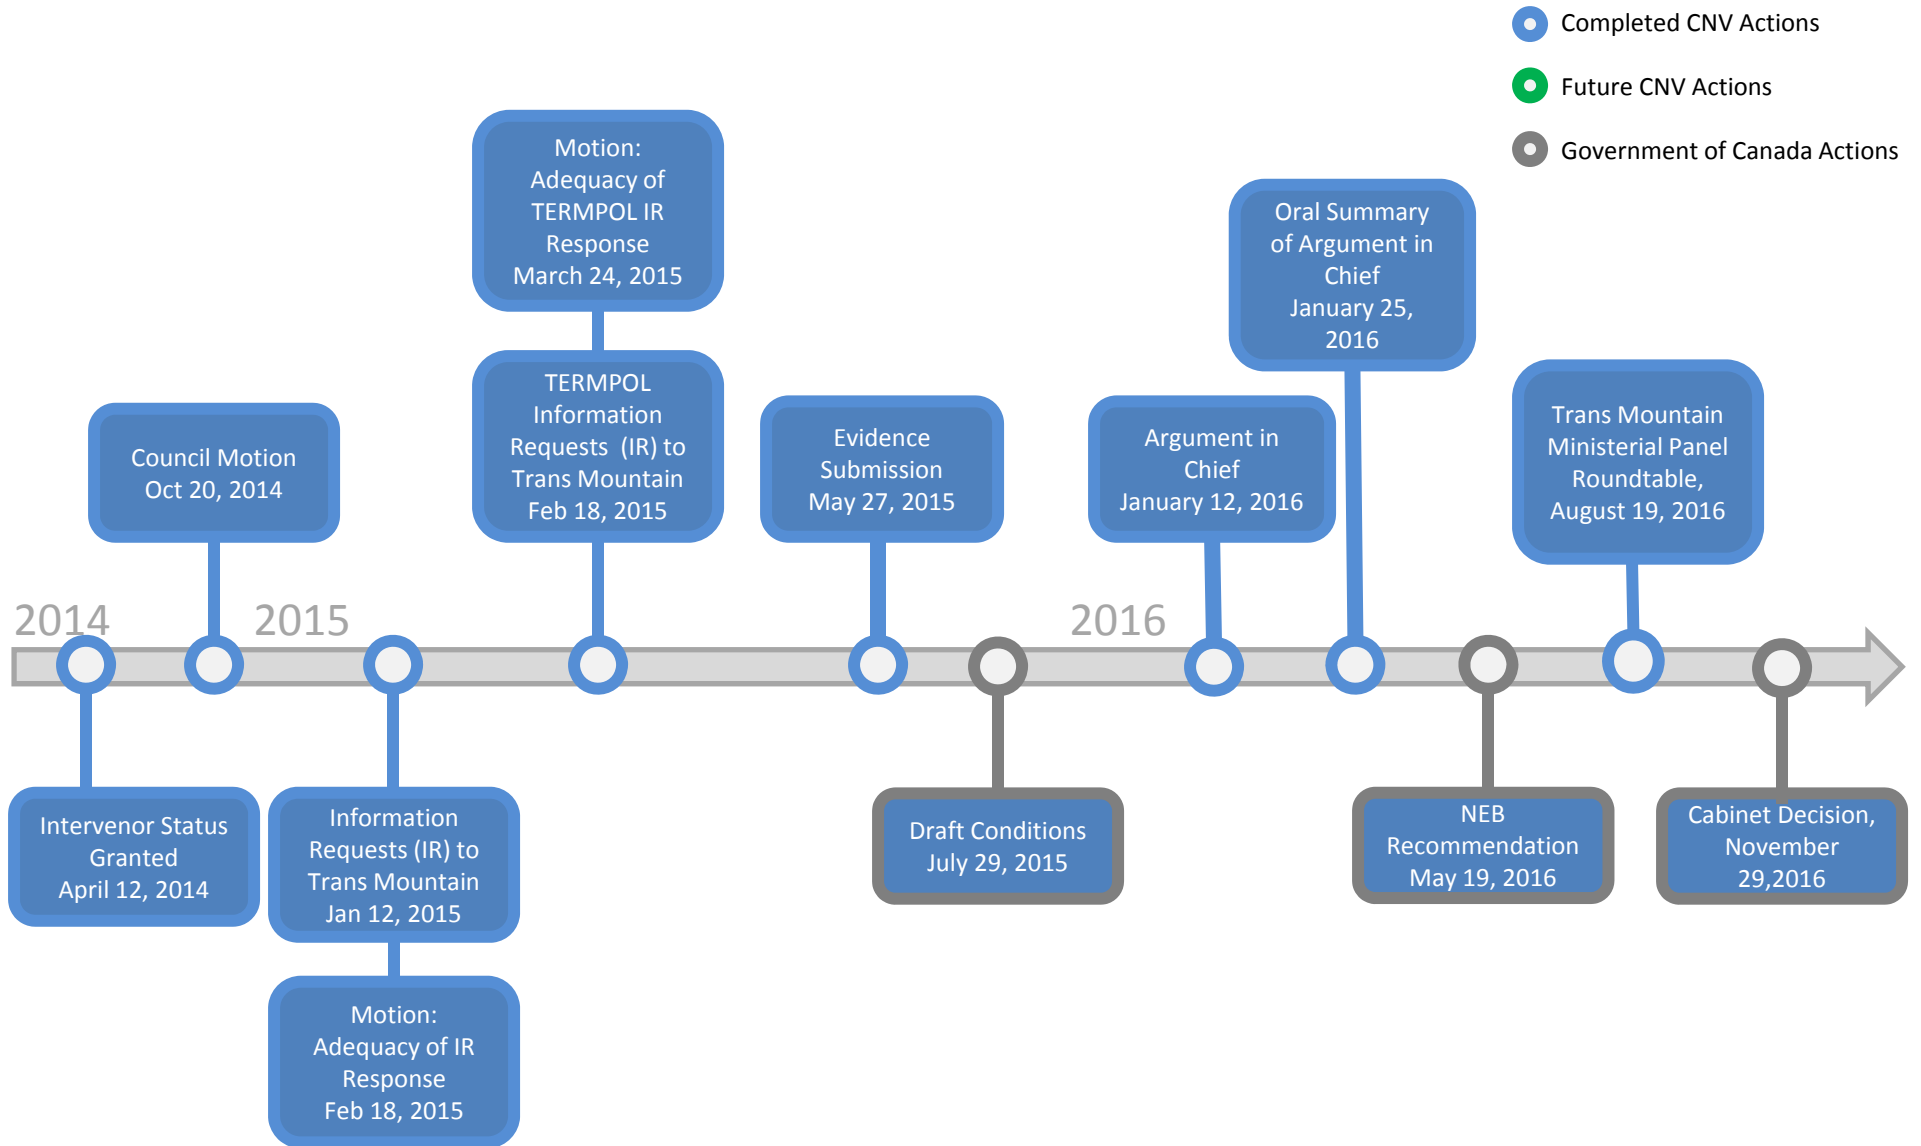 Completed CNV Actions
Future CNV Actions
Government of Canada Actions
Motion:
Adequacy of
TERMPOL IR
Response
March 24, 2015
Oral Summary
of Argument in
Chief
January 25,
2016
TERMPOL
Information
Requests (IR) to
Trans Mountain
Feb 18, 2015
Council Motion
Oct 20, 2014
Evidence
Submission
May 27, 2015
Argument in
Chief
January 12, 2016
Trans Mountain
Ministerial Panel
Roundtable,
August 19, 2016
2014
2015
2016
Intervenor Status
Granted
April 12, 2014
Information
Requests (IR) to
Trans Mountain
Jan 12, 2015
Draft Conditions
July 29, 2015
NEB
Recommendation
May 19, 2016
Cabinet Decision,
November
29,2016
Motion:
Adequacy of IR
Response
Feb 18, 2015